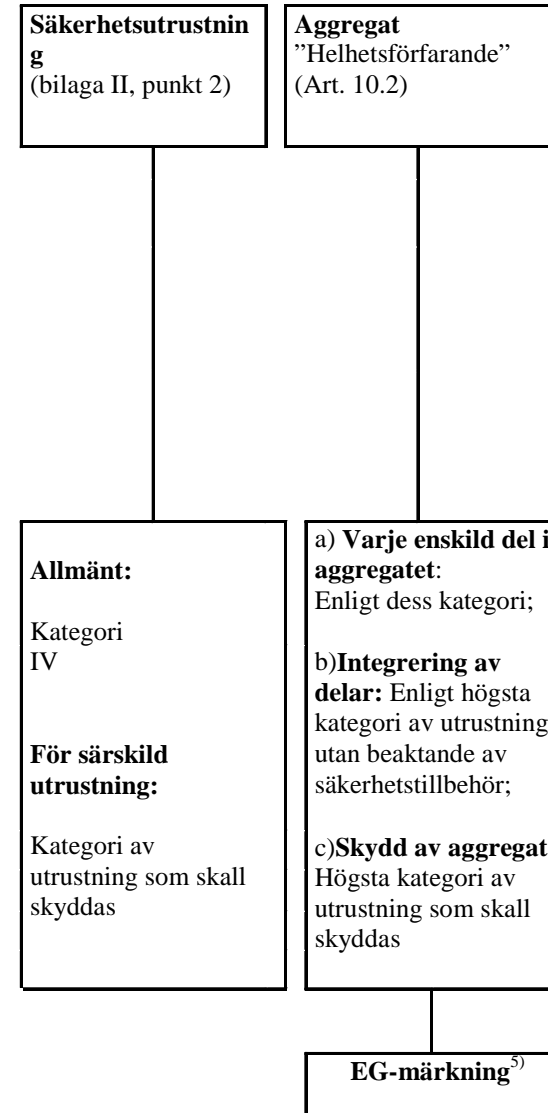 Säkerhetsutrustnin
g
(bilaga II, punkt 2)
Aggregat
”Helhetsförfarande”
(Art. 10.2)
Allmänt:
Kategori
IV
För särskild
utrustning:
Kategori av
utrustning som skall
skyddas
a) Varje enskild del i
aggregatet:
Enligt dess kategori;
b)Integrering av
delar: Enligt högsta
kategori av utrustning
utan beaktande av
säkerhetstillbehör;
c)Skydd av aggregat
Högsta kategori av
utrustning som skall
skyddas
EG-märkning5)